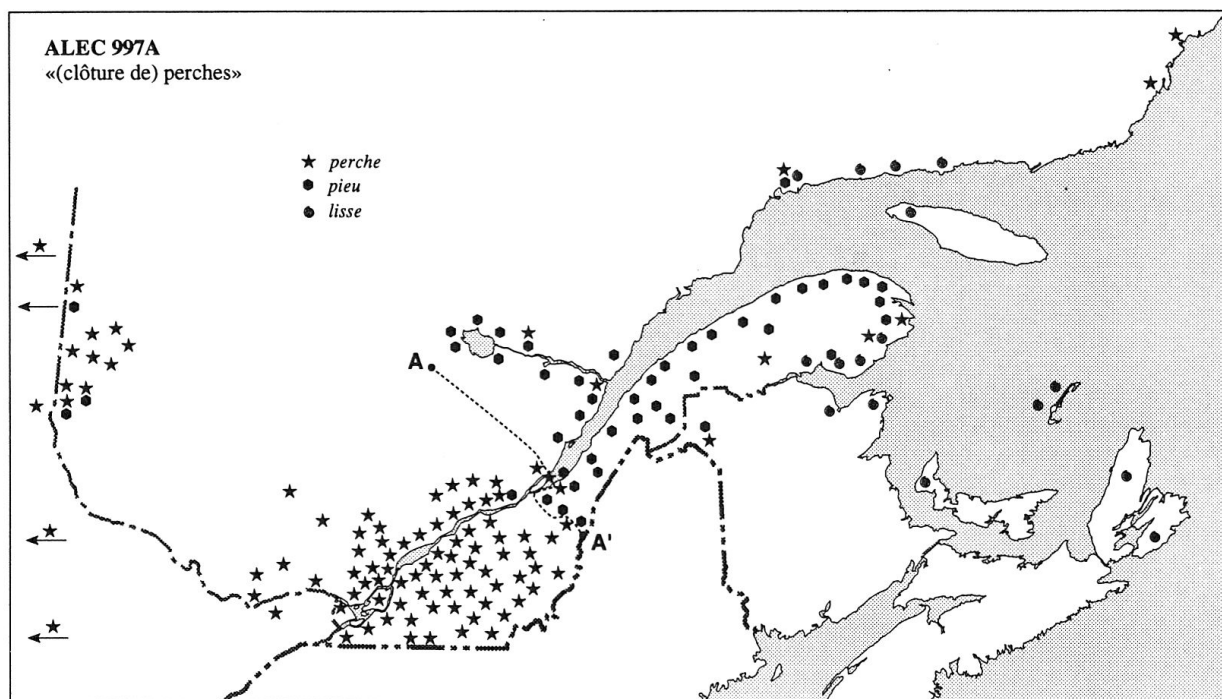 ALEC 997A
«(clôture de) perches»
perche
pieu
lisse
A
A'